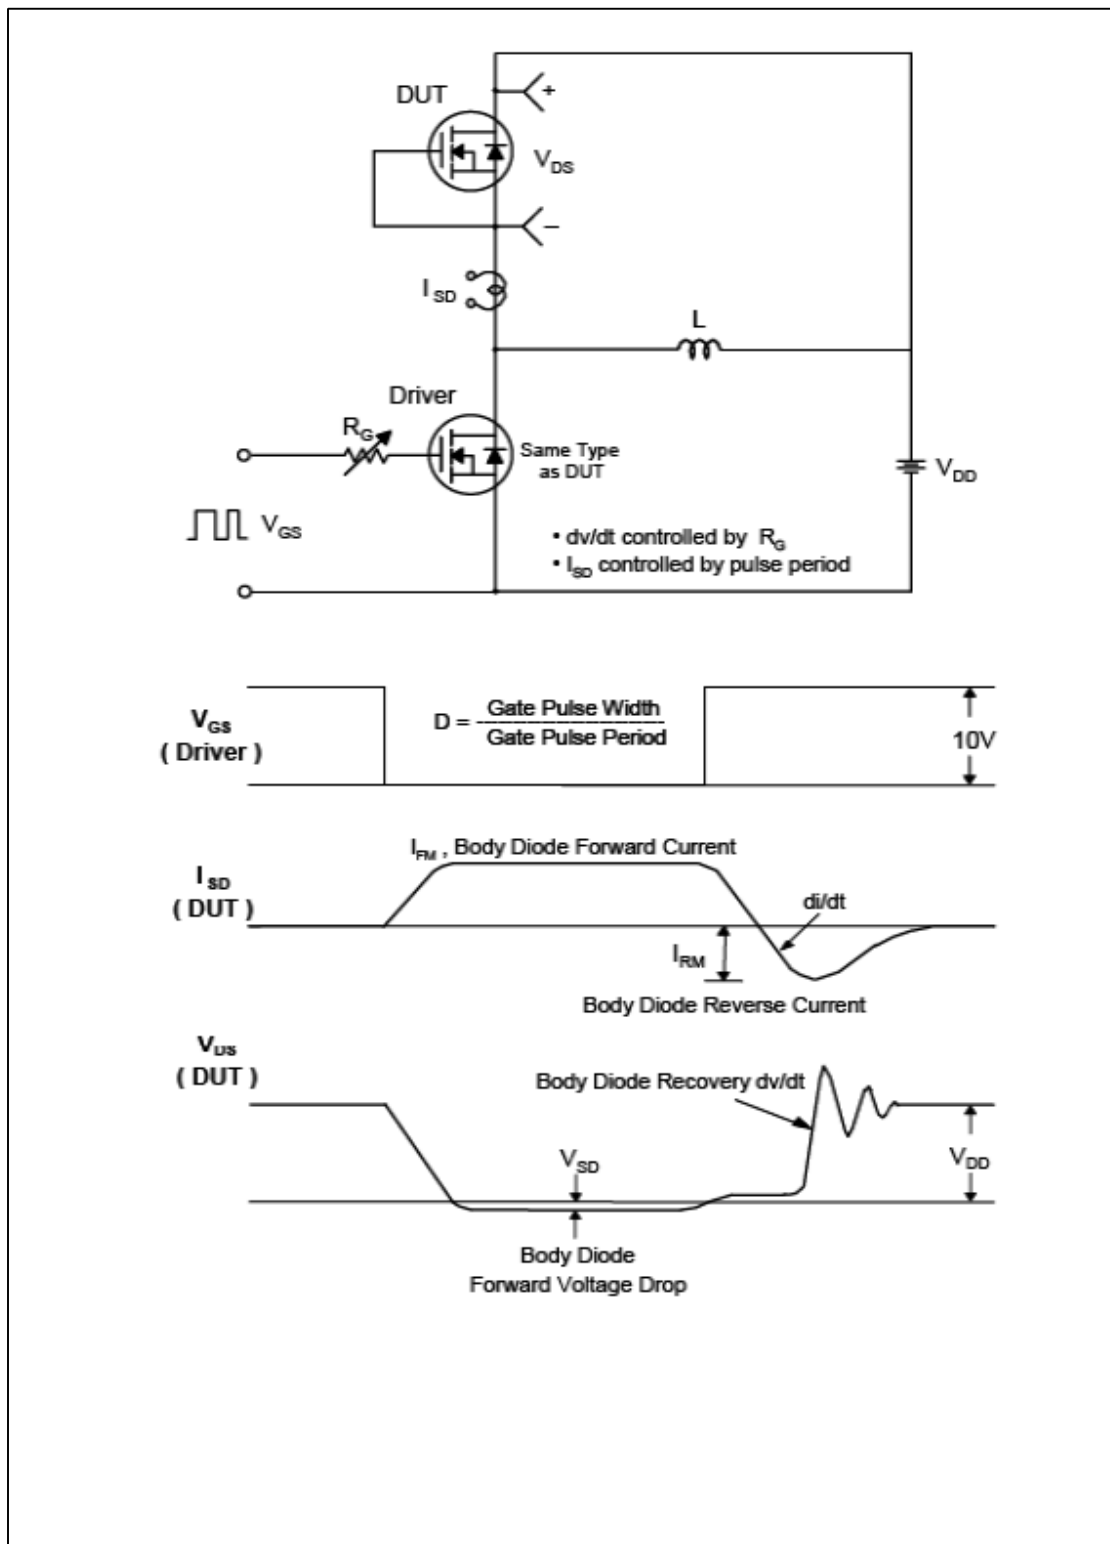 DUT
+
V_DS
–
I_SD
L
Driver
R_G
Same Type
as DUT
V_DD
V_GS
• dv/dt controlled by R_G
• I_SD controlled by pulse period
V_GS
( Driver )
D = Gate Pulse Width
Gate Pulse Period
10V
I_FM , Body Diode Forward Current
I_SD
( DUT )
di/dt
I_RM
Body Diode Reverse Current
V_DS
( DUT )
Body Diode Recovery dv/dt
V_SD
V_DD
Body Diode
Forward Voltage Drop